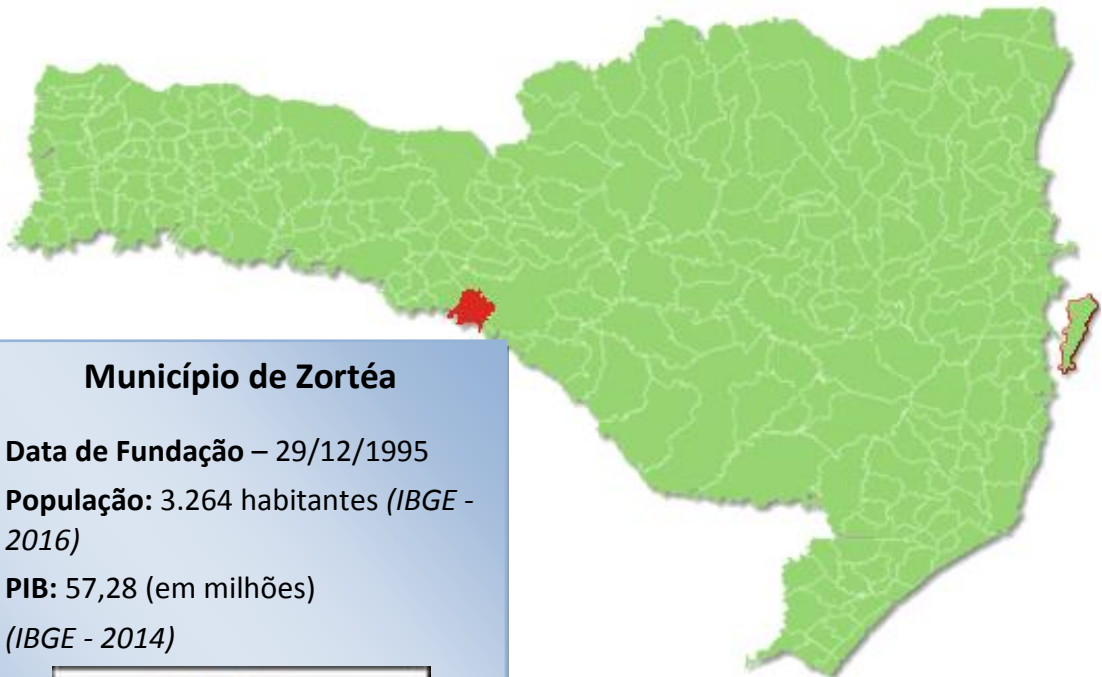 Município de Zortéa
Data de Fundação – 29/12/1995
População: 3.264 habitantes (IBGE -
2016)
PIB: 57,28 (em milhões)
(IBGE - 2014)